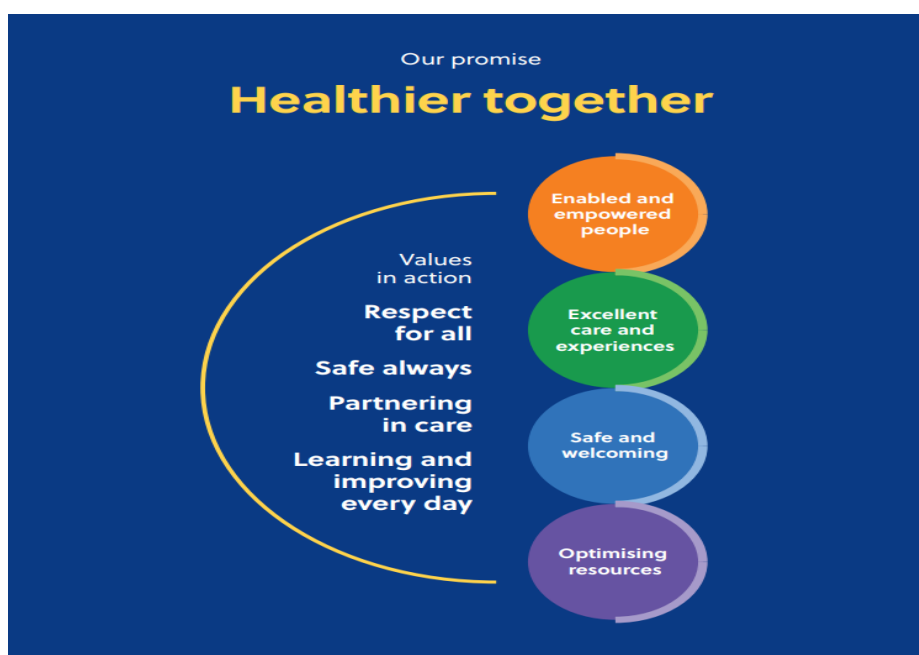 Our promise
Healthier together
Values
in action
Respect
for all
Safe always
Partnering
in care
Learning and
improving
every day
Enabled and
empowered
people
Excellent
care and
experiences
Safe and
welcoming
Optimising
resources